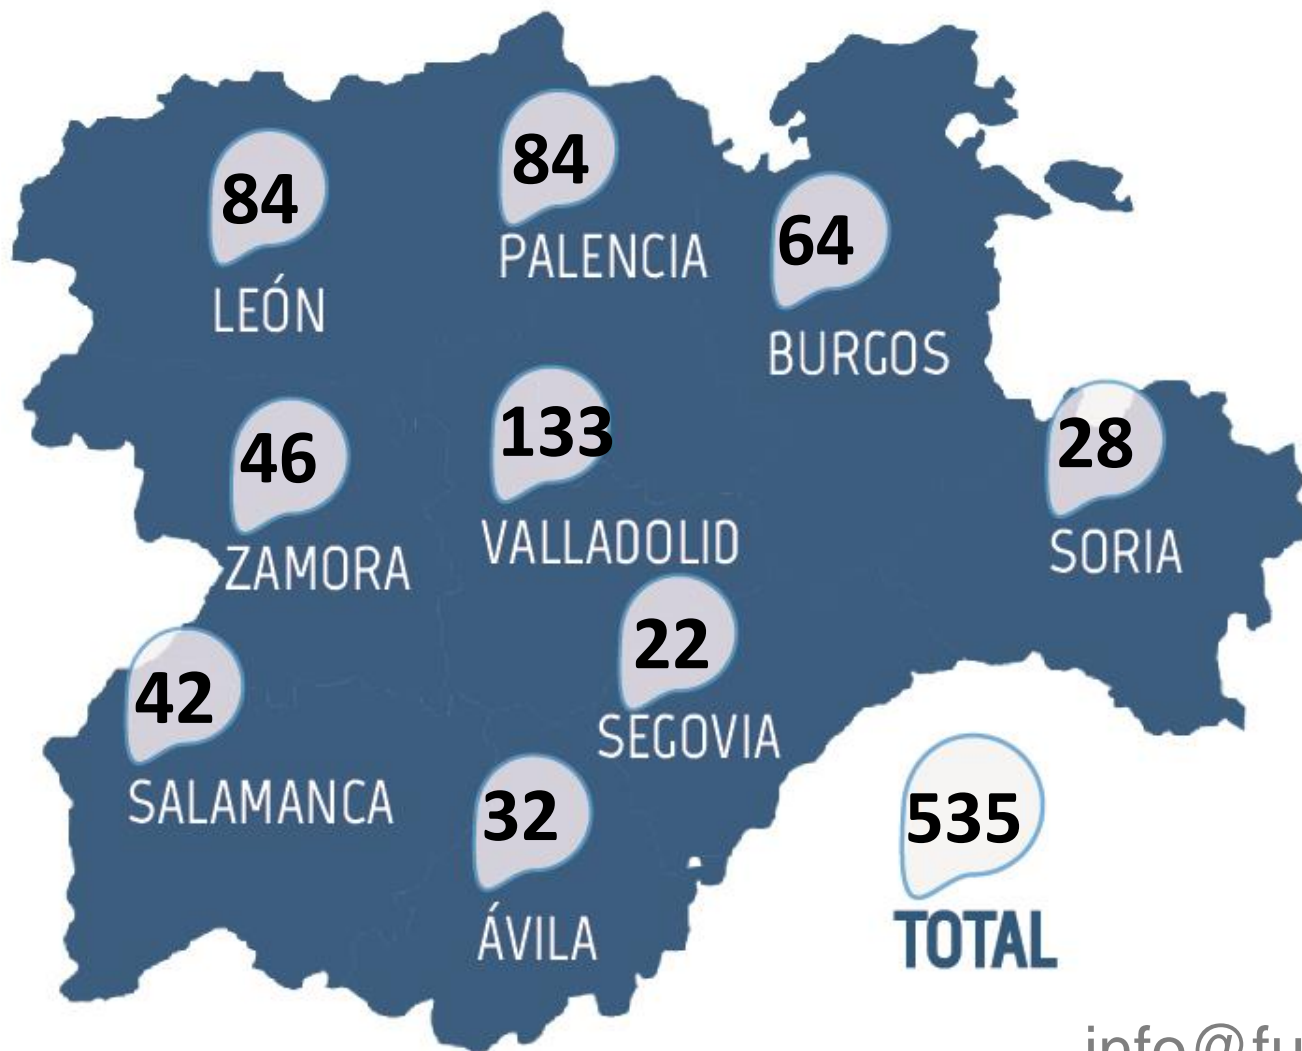 84
LEÓN
84
PALENCIA
64
BURGOS
46
ZAMORA
133
VALLADOLID
28
SORIA
42
SALAMANCA
22
SEGOVIA
32
ÁVILA
535
TOTAL